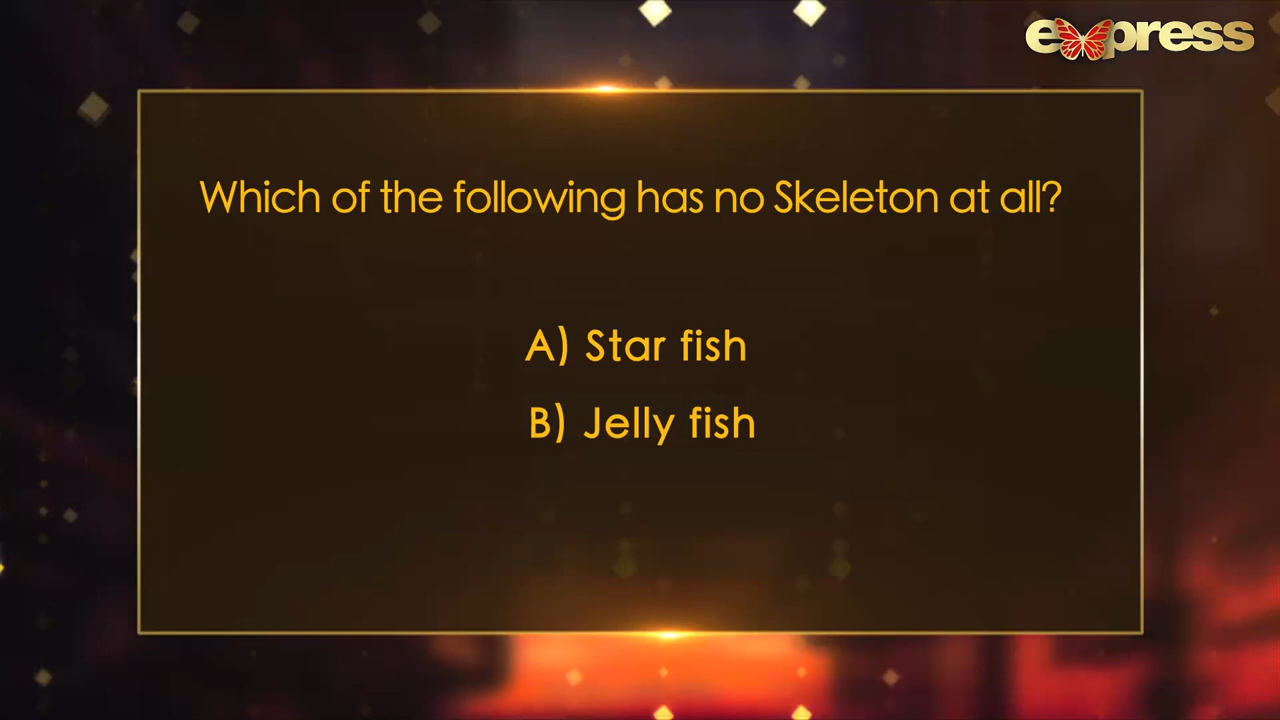 express
Which of the following has no Skeleton at all?
A) Star fish
B) Jelly fish